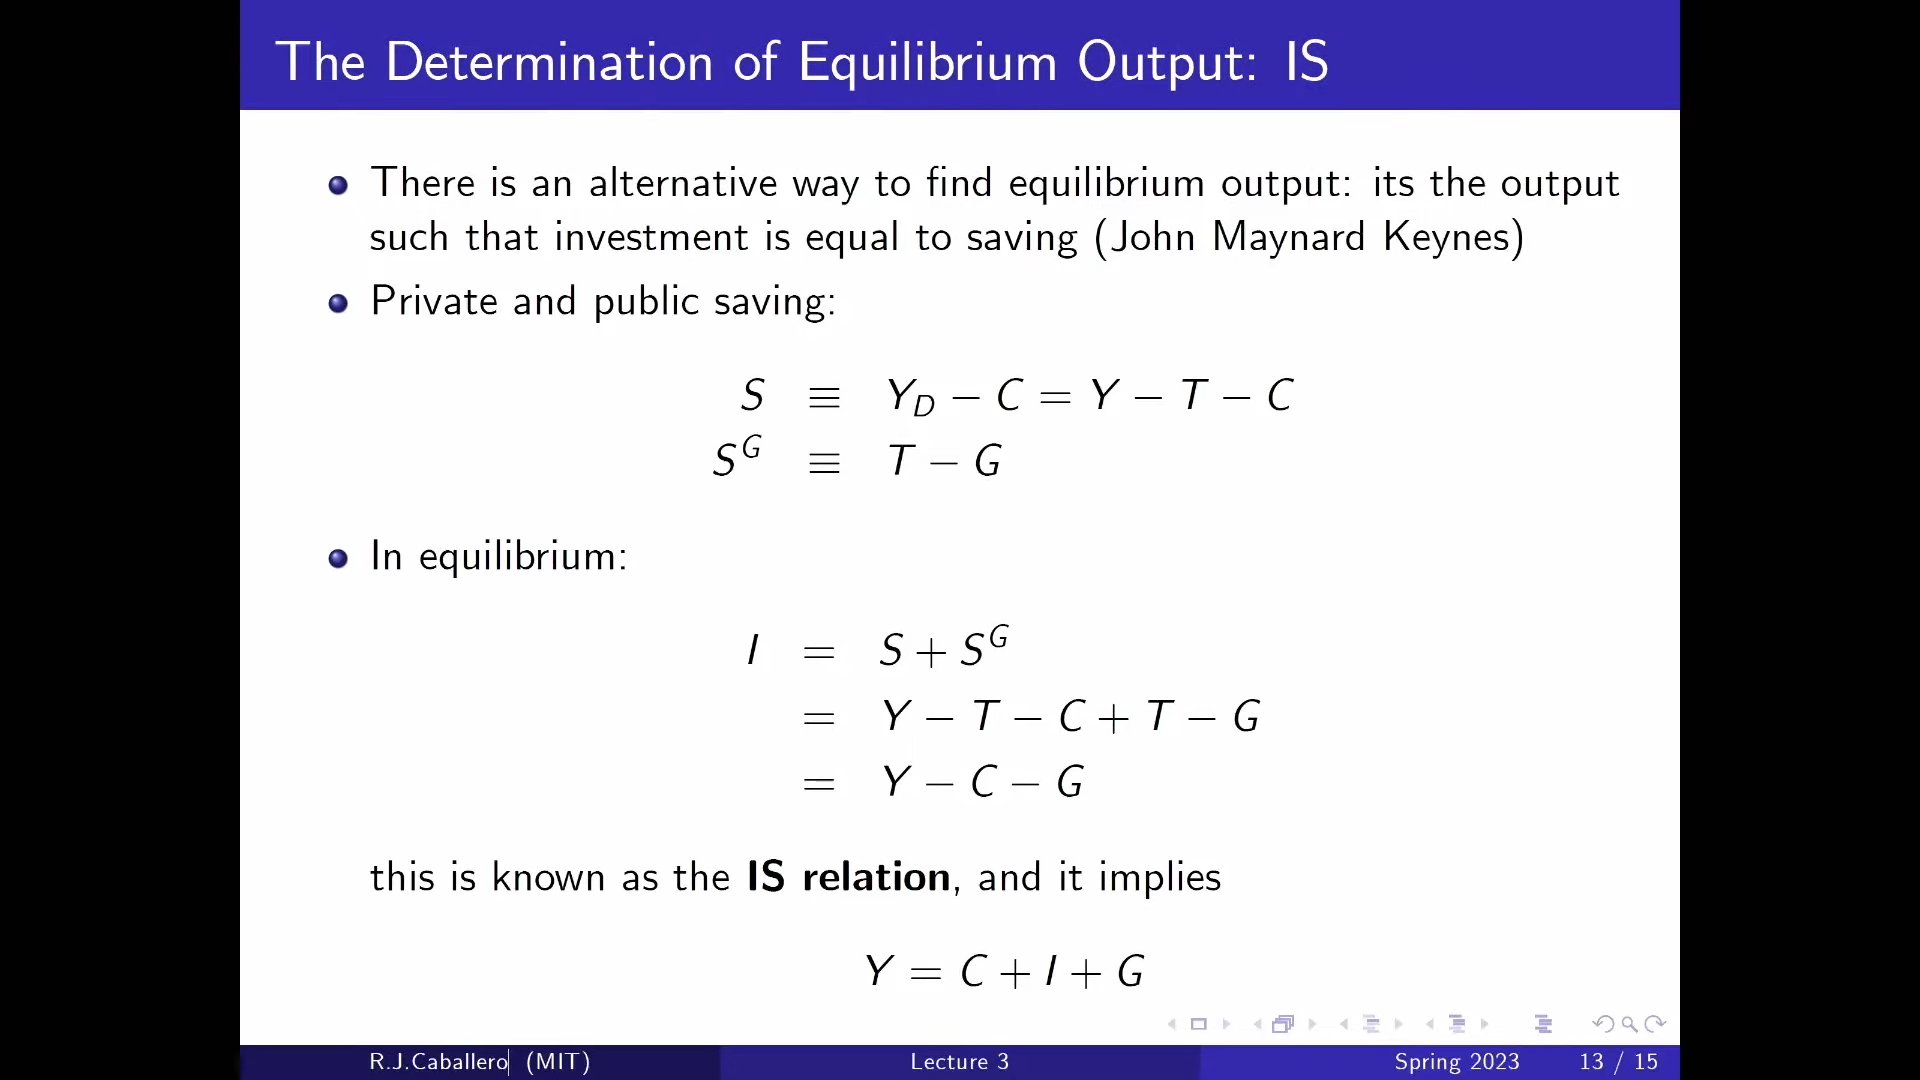 The Determination of Equilibrium Output: IS
There is an alternative way to find equilibrium output: its the output
such that investment is equal to saving (John Maynard Keynes)
Private and public saving:
S ≡ Y_D − C = Y − T − C
S^G ≡ T − G
In equilibrium:
I = S + S^G
= Y − T − C + T − G
= Y − C − G
this is known as the IS relation, and it implies
Y = C + I + G
R.J.Caballero (MIT) Lecture 3 Spring 2023 13 / 15